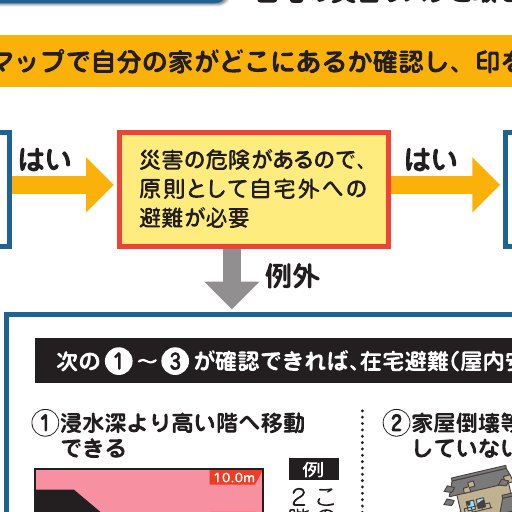 マップで自分の家がどこにあるか確認し、印を
はい
災害の危険があるので、
原則として自宅外への
避難が必要
はい
例外
次の①～③が確認できれば、在宅避難（屋内安
①浸水深より高い階へ移動
できる
②家屋倒壊等
していない
10.0m
例
この
2階